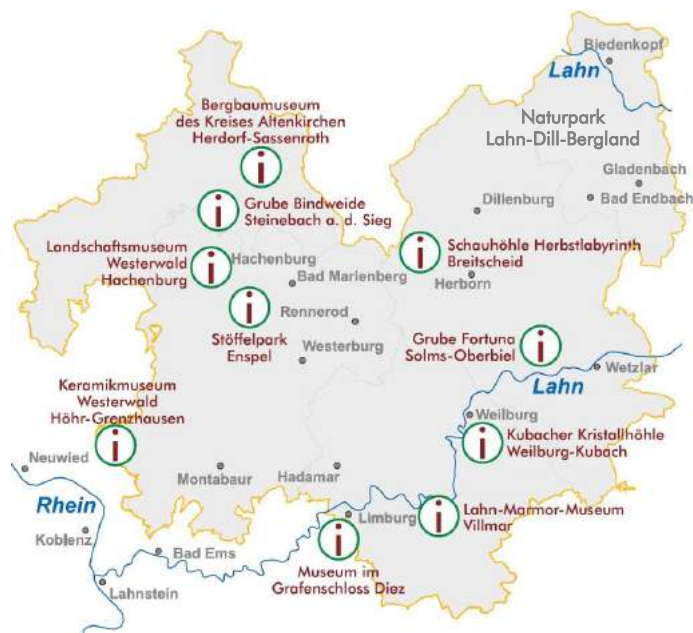 Biedenkopf
Lahn
Bergbaumuseum
des Kreises Altenkirchen
Herdorf-Sassenroth
Naturpark
Lahn-Dill-Bergland
Gladenbach
Bad Endbach
Dillenburg
Grube Bindweide
Steinebach a. d. Sieg
Landschaftsmuseum
Westerwald
Hachenburg
Hachenburg
Bad Marienberg
Schauhöhle Herbstlabyrinth
Breitscheid
Herborn
Rennerod
Stöffelpark
Enspel
Westerburg
Grube Fortuna
Solms-Oberbiel
Wetzlar
Lahn
Keramikmuseum
Westerwald
Höhr-Grenzhausen
Weilburg
Kubacher Kristallhöhle
Weilburg-Kubach
Neuwied
Montabaur
Hadamar
Rhein
Koblenz
Limburg
Lahn-Marmor-Museum
Villmar
Bad Ems
Museum im
Grafenschloss Diez
Lahnstein